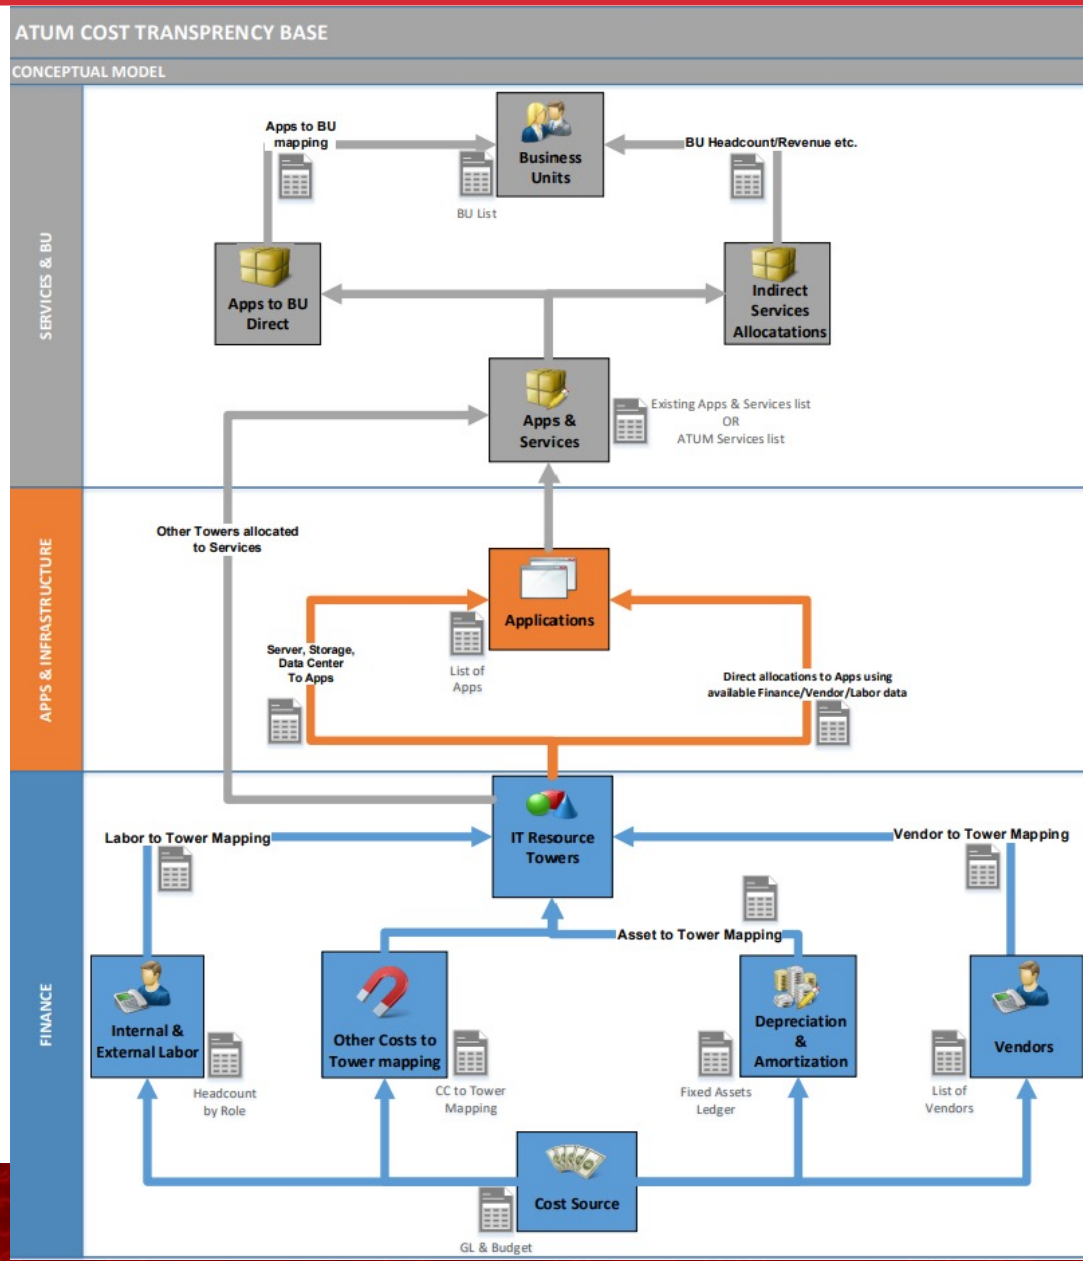 ATUM COST TRANSPRENCY BASE
CONCEPTUAL MODEL
SERVICES & BU
Apps to BU
mapping
Business
Units
BU List
BU Headcount/Revenue etc.
Apps to BU
Direct
Indirect
Services
Allocatations
Apps &
Services
Existing Apps & Services list
OR
ATUM Services list
APPS & INFRASTRUCTURE
Other Towers allocated
to Services
Applications
List of
Apps
Server, Storage,
Data Center
To Apps
Direct allocations to Apps using
available Finance/Vendor/Labor data
FINANCE
IT Resource
Towers
Labor to Tower Mapping
Vendor to Tower Mapping
Asset to Tower Mapping
Internal &
External Labor
Headcount
by Role
Other Costs to
Tower mapping
CC to Tower
Mapping
Depreciation
&
Amortization
Fixed Assets
Ledger
Vendors
List of
Vendors
Cost Source
GL & Budget